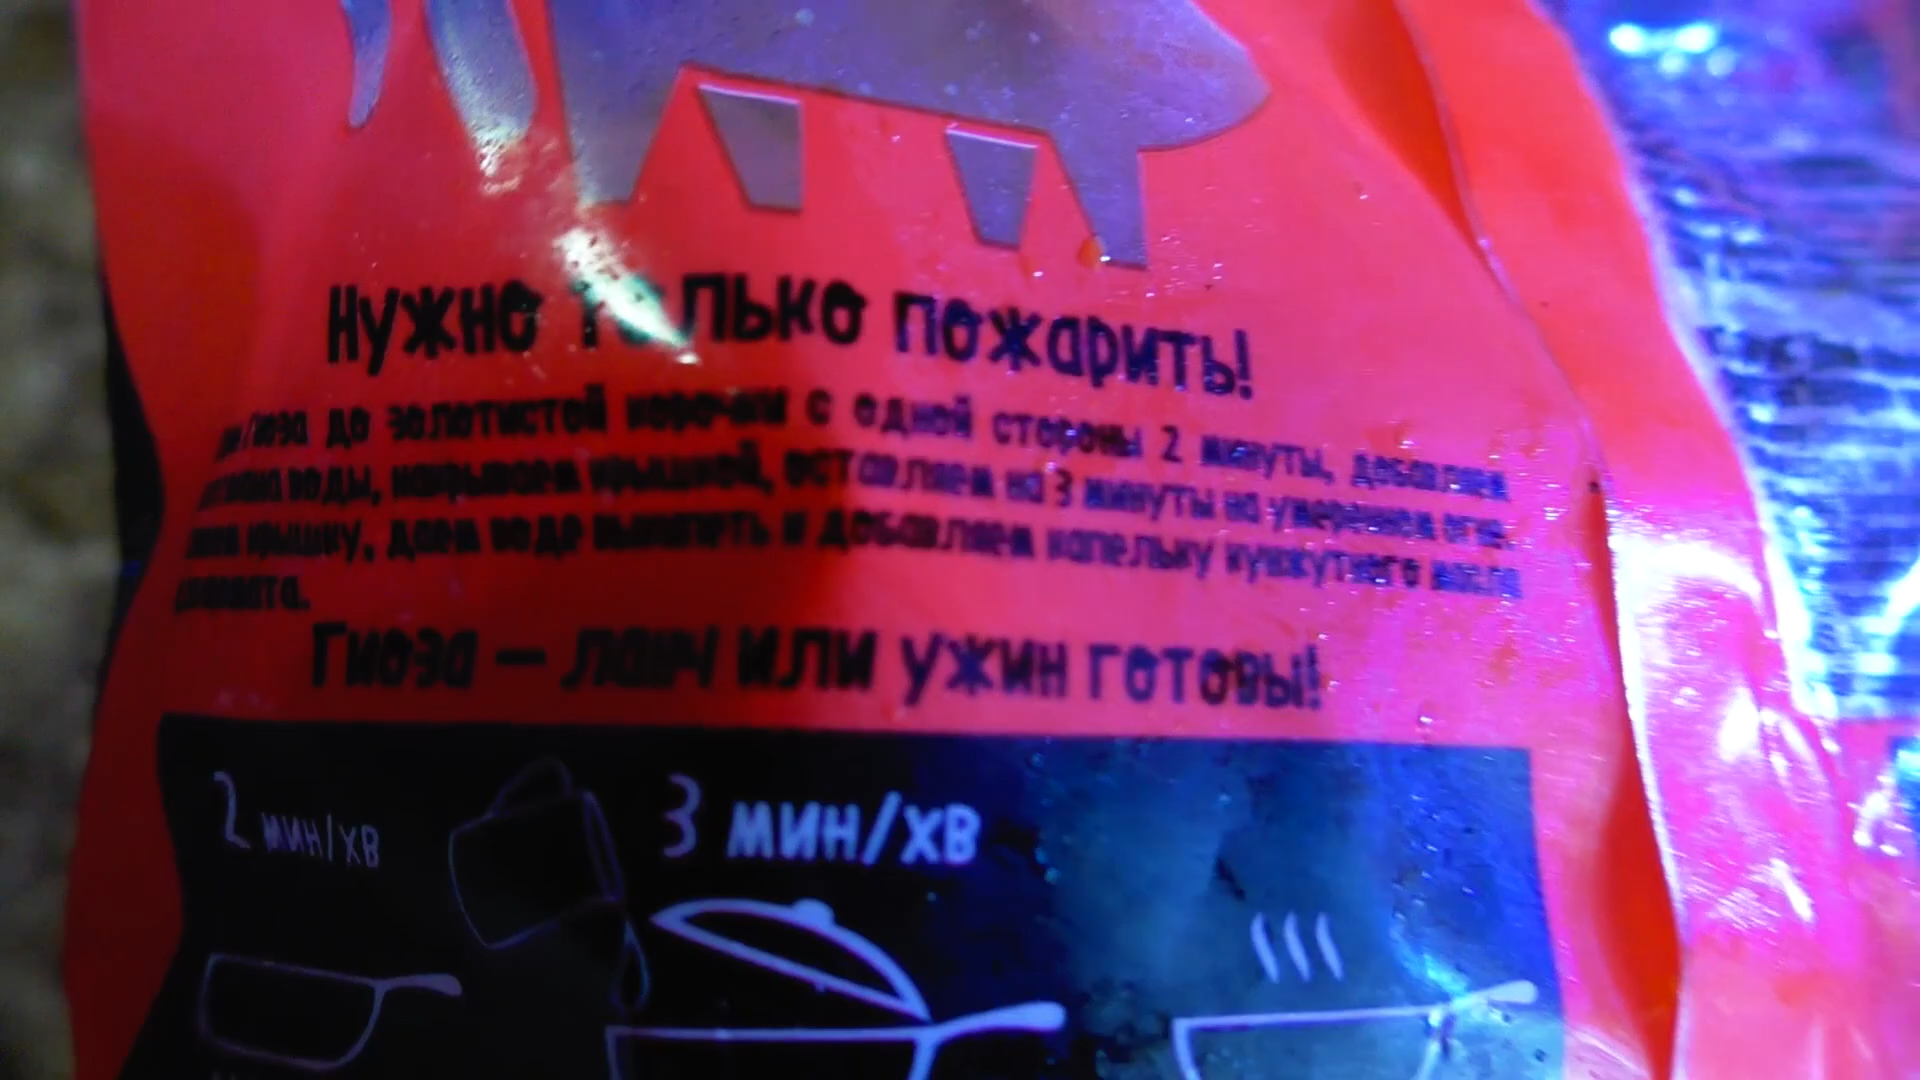 Нужно только пожарить!
Гиоза до золотистой корочки с одной стороны 2 минуты, добавляем
воды, накрываем крышкой, оставляем на 3 минуты на умеренном огне.
крышку, даем воде выкипеть и добавляем капельку кунжутного масла
Гиоза — ланч или ужин готовы!
2 мин/хв
3 мин/хв